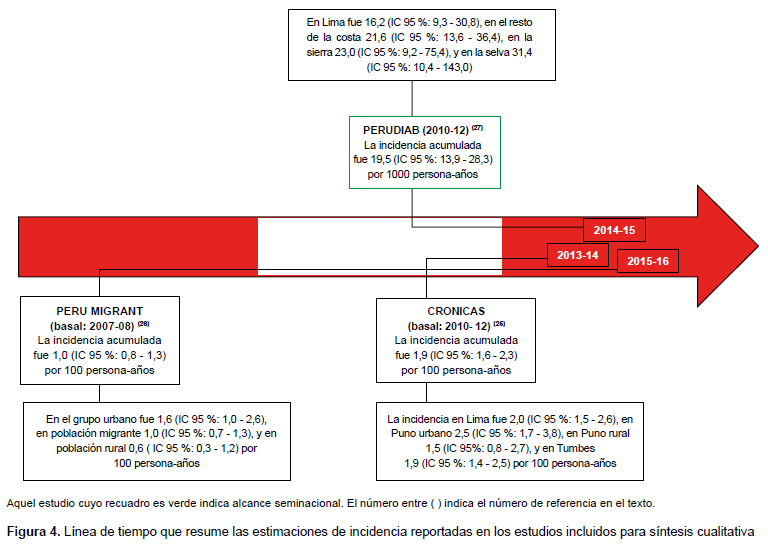 En Lima fue 16,2 (IC 95 %: 9,3 - 30,8), en el resto
de la costa 21,6 (IC 95 %: 13,6 - 36,4), en la
sierra 23,0 (IC 95 %: 9,2 - 75,4), y en la selva 31,4
(IC 95 %: 10,4 - 143,0)
PERUDIAB (2010-12) (27)
La incidencia acumulada
fue 19,5 (IC 95 %: 13,9 - 28,3)
por 1000 persona-años
2014-15
2013-14
2015-16
PERU MIGRANT
(basal: 2007-08) (26)
La incidencia acumulada
fue 1,0 (IC 95 %: 0,8 - 1,3)
por 100 persona-años
CRONICAS
(basal: 2010- 12) (25)
La incidencia acumulada
fue 1,9 (IC 95 %: 1,6 - 2,3)
por 100 persona-años
En el grupo urbano fue 1,6 (IC 95 %: 1,0 - 2,6),
en población migrante 1,0 (IC 95 %: 0,7 - 1,3), y en
población rural 0,6 ( IC 95 %: 0,3 - 1,2) por
100 persona-años
La incidencia en Lima fue 2,0 (IC 95 %: 1,5 - 2,6), en
Puno urbano 2,5 (IC 95 %: 1,7 - 3,8), en Puno rural
1,5 (IC 95%: 0,8 - 2,7), y en Tumbes
1,9 (IC 95 %: 1,4 - 2,5) por 100 persona-años
Aquel estudio cuyo recuadro es verde indica alcance seminacional. El número entre ( ) indica el número de referencia en el texto.
Figura 4. Línea de tiempo que resume las estimaciones de incidencia reportadas en los estudios incluidos para síntesis cualitativa